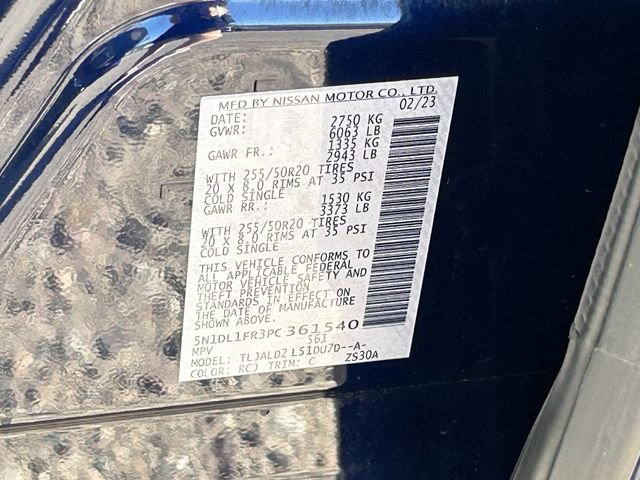 MFD BY NISSAN MOTOR CO., LTD
DATE: 02/23
GVWR: 2750 KG
6063 LB
GAWR FR.: 1335 KG
2943 LB
WITH 255/50R20 TIRES
20 X 8.0 RIMS AT 35 PSI
COLD SINGLE
GAWR RR.: 1530 KG
3373 LB
WITH 255/50R20 TIRES
20 X 8.0 RIMS AT 35 PSI
COLD SINGLE
THIS VEHICLE CONFORMS TO
ALL APPLICABLE FEDERAL
MOTOR VEHICLE SAFETY AND
THEFT PREVENTION
STANDARDS IN EFFECT ON
THE DATE OF MANUFACTURE
SHOWN ABOVE.
5N1DL1FR3PC361540
MPV 561
MODEL: TLJALDZ L51DU7D--A-
COLOR: RCJ TRIM: C ZS30A